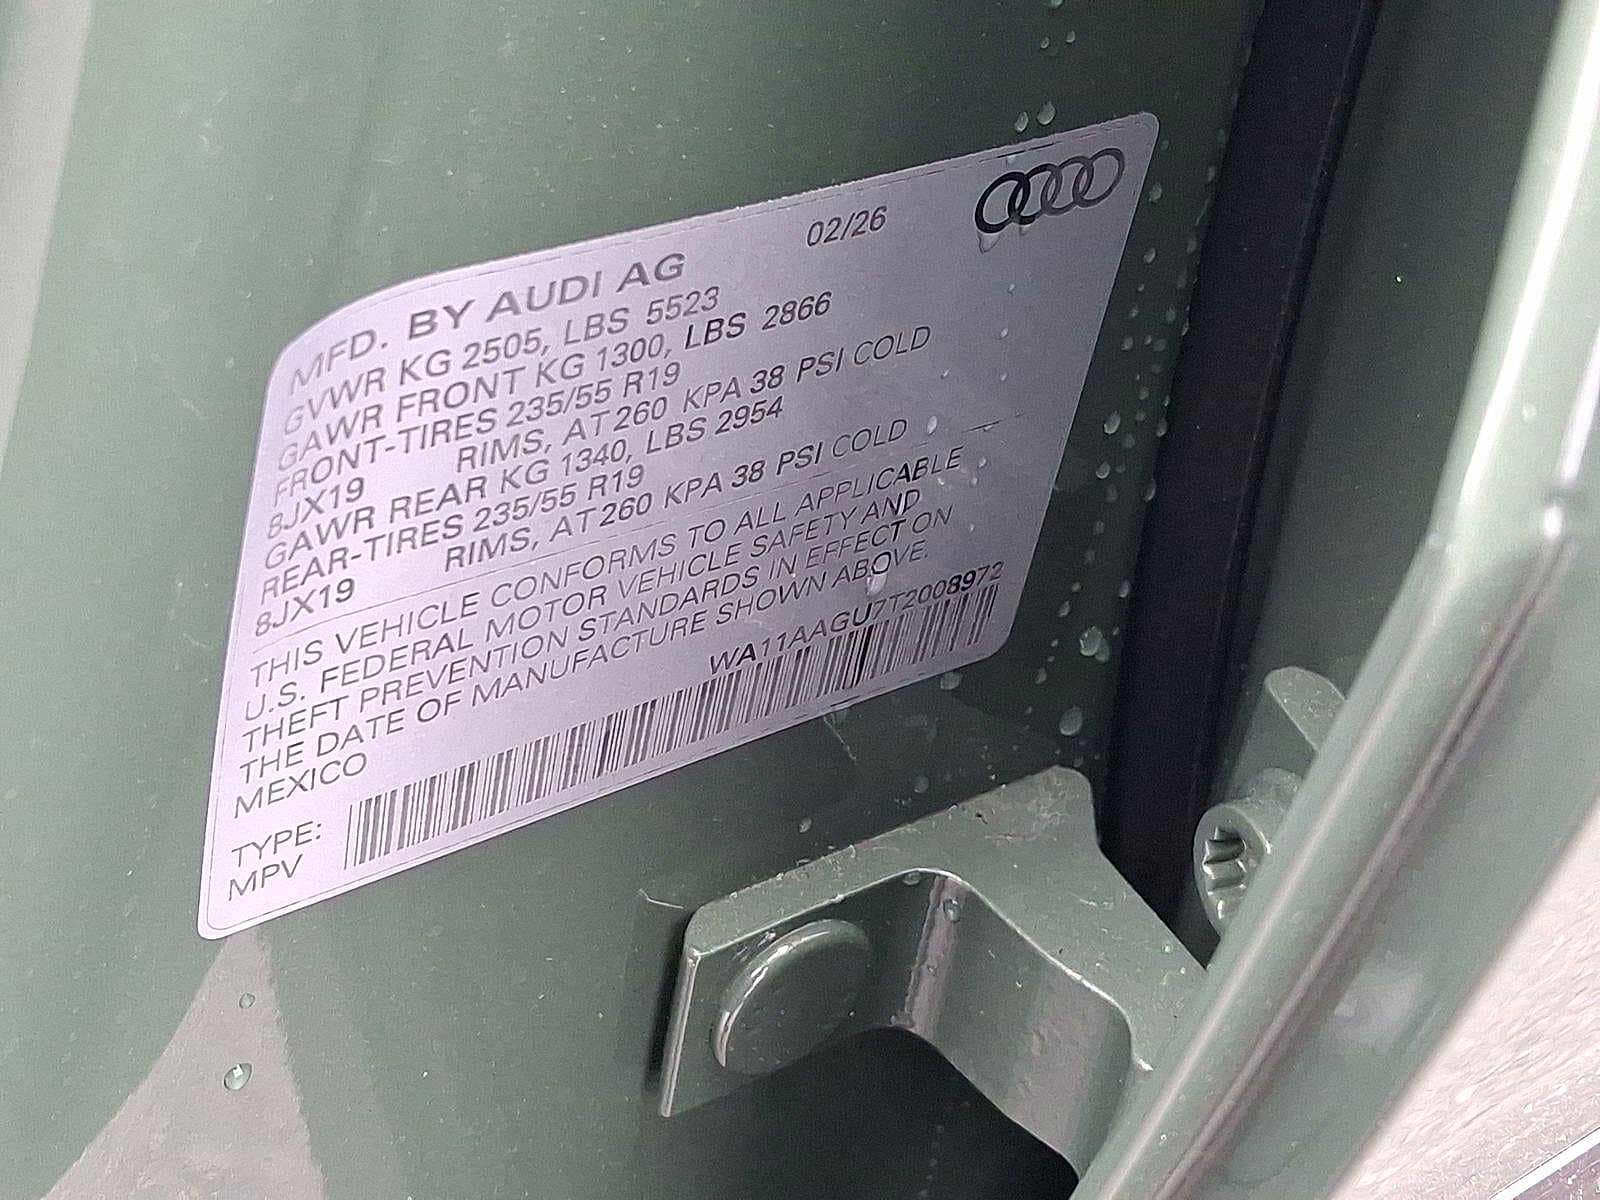 02/26
MFD. BY AUDI AG
GVWR KG 2505, LBS 5523
GAWR FRONT KG 1300, LBS 2866
FRONT-TIRES 235/55 R19
8JX19 RIMS, AT 260 KPA 38 PSI COLD
GAWR REAR KG 1340, LBS 2954
REAR-TIRES 235/55 R19
8JX19 RIMS, AT 260 KPA 38 PSI COLD
THIS VEHICLE CONFORMS TO ALL APPLICABLE
U.S. FEDERAL MOTOR VEHICLE SAFETY AND
THEFT PREVENTION STANDARDS IN EFFECT ON
THE DATE OF MANUFACTURE SHOWN ABOVE.
MEXICO WA11AAGU7T2008972
TYPE:
MPV